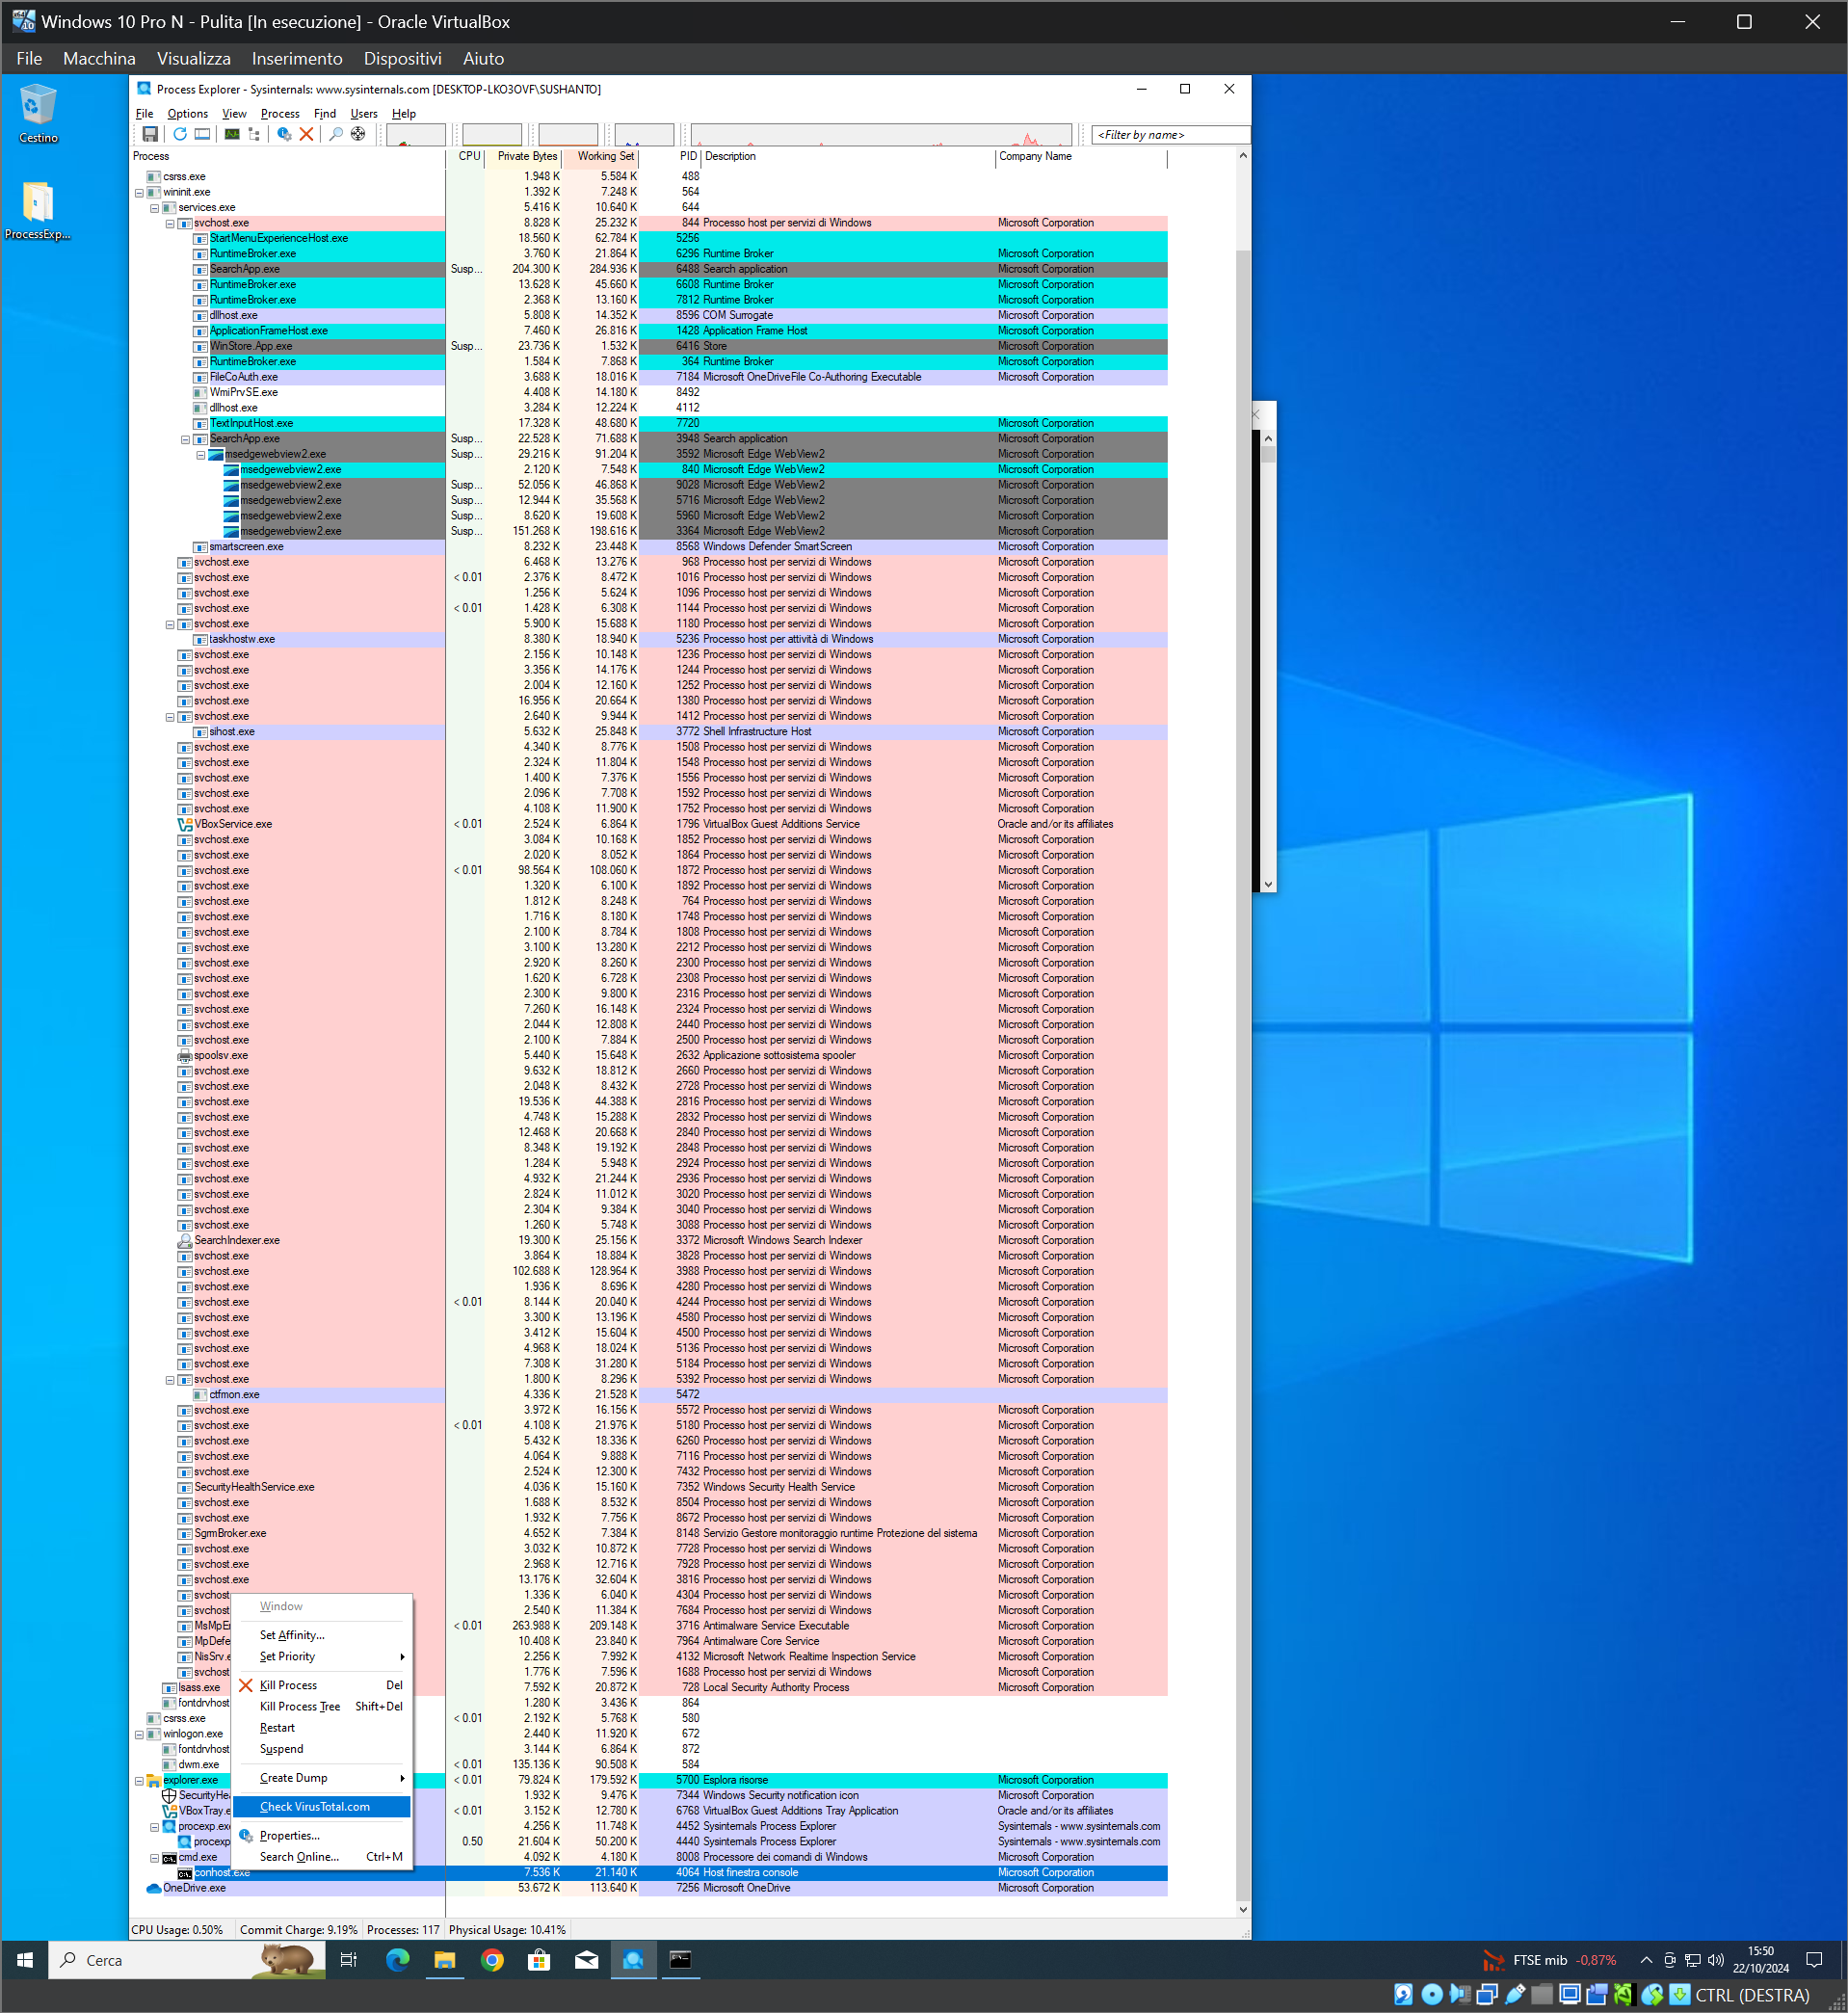 Windows 10 Pro N - Pulita [In esecuzione] - Oracle VirtualBox
File Macchina Visualizza Inserimento Dispositivi Aiuto
Cestino
ProcessExp...
Process Explorer - Sysinternals: www.sysinternals.com [DESKTOP-LKO3OVF\SUSHANTO]
File Options View Process Find Users Help
<Filter by name>
Process CPU Private Bytes Working Set PID Description Company Name
csrss.exe 1.948 K 5.584 K 488
wininit.exe 1.392 K 7.248 K 564
services.exe 5.416 K 10.640 K 644
svchost.exe 8.828 K 25.232 K 844 Processo host per servizi di Windows Microsoft Corporation
StartMenuExperienceHost.exe 18.560 K 62.784 K 5256
RuntimeBroker.exe 3.760 K 21.864 K 6296 Runtime Broker Microsoft Corporation
SearchApp.exe Susp... 204.300 K 284.936 K 6488 Search application Microsoft Corporation
RuntimeBroker.exe 13.628 K 45.660 K 6608 Runtime Broker Microsoft Corporation
RuntimeBroker.exe 2.368 K 13.160 K 7812 Runtime Broker Microsoft Corporation
dllhost.exe 5.808 K 14.352 K 8596 COM Surrogate Microsoft Corporation
ApplicationFrameHost.exe 7.460 K 26.816 K 1428 Application Frame Host Microsoft Corporation
WinStore.App.exe Susp... 23.736 K 1.532 K 6416 Store Microsoft Corporation
RuntimeBroker.exe 1.584 K 7.868 K 364 Runtime Broker Microsoft Corporation
FileCoAuth.exe 3.688 K 18.016 K 7184 Microsoft OneDriveFile Co-Authoring Executable Microsoft Corporation
WmiPrvSE.exe 4.408 K 14.180 K 8492
dllhost.exe 3.284 K 12.224 K 4112
TextInputHost.exe 17.328 K 48.680 K 7720 Microsoft Corporation
SearchApp.exe Susp... 22.528 K 71.688 K 3948 Search application Microsoft Corporation
msedgewebview2.exe Susp... 29.216 K 91.204 K 3592 Microsoft Edge WebView2 Microsoft Corporation
msedgewebview2.exe 2.120 K 7.548 K 840 Microsoft Edge WebView2 Microsoft Corporation
msedgewebview2.exe Susp... 52.056 K 46.868 K 9028 Microsoft Edge WebView2 Microsoft Corporation
msedgewebview2.exe Susp... 12.944 K 35.568 K 5716 Microsoft Edge WebView2 Microsoft Corporation
msedgewebview2.exe Susp... 8.620 K 19.608 K 5960 Microsoft Edge WebView2 Microsoft Corporation
msedgewebview2.exe Susp... 151.268 K 198.616 K 3364 Microsoft Edge WebView2 Microsoft Corporation
smartscreen.exe 8.232 K 23.448 K 8568 Windows Defender SmartScreen Microsoft Corporation
svchost.exe 6.468 K 13.276 K 968 Processo host per servizi di Windows Microsoft Corporation
svchost.exe < 0.01 2.376 K 8.472 K 1016 Processo host per servizi di Windows Microsoft Corporation
svchost.exe 1.256 K 5.624 K 1096 Processo host per servizi di Windows Microsoft Corporation
svchost.exe < 0.01 1.428 K 6.308 K 1144 Processo host per servizi di Windows Microsoft Corporation
svchost.exe 5.900 K 15.688 K 1180 Processo host per servizi di Windows Microsoft Corporation
taskhostw.exe 8.380 K 18.940 K 5236 Processo host per attività di Windows Microsoft Corporation
svchost.exe 2.156 K 10.148 K 1236 Processo host per servizi di Windows Microsoft Corporation
svchost.exe 3.356 K 14.176 K 1244 Processo host per servizi di Windows Microsoft Corporation
svchost.exe 2.004 K 12.160 K 1252 Processo host per servizi di Windows Microsoft Corporation
svchost.exe 16.956 K 20.664 K 1380 Processo host per servizi di Windows Microsoft Corporation
svchost.exe 2.640 K 9.944 K 1412 Processo host per servizi di Windows Microsoft Corporation
sihost.exe 5.632 K 25.848 K 3772 Shell Infrastructure Host Microsoft Corporation
svchost.exe 4.340 K 8.776 K 1508 Processo host per servizi di Windows Microsoft Corporation
svchost.exe 2.324 K 11.804 K 1548 Processo host per servizi di Windows Microsoft Corporation
svchost.exe 1.400 K 7.376 K 1556 Processo host per servizi di Windows Microsoft Corporation
svchost.exe 2.096 K 7.708 K 1592 Processo host per servizi di Windows Microsoft Corporation
svchost.exe 4.108 K 11.900 K 1752 Processo host per servizi di Windows Microsoft Corporation
VBoxService.exe < 0.01 2.524 K 6.864 K 1796 VirtualBox Guest Additions Service Oracle and/or its affiliates
svchost.exe 3.084 K 10.168 K 1852 Processo host per servizi di Windows Microsoft Corporation
svchost.exe 2.020 K 8.052 K 1864 Processo host per servizi di Windows Microsoft Corporation
svchost.exe < 0.01 98.564 K 108.060 K 1872 Processo host per servizi di Windows Microsoft Corporation
svchost.exe 1.320 K 6.100 K 1892 Processo host per servizi di Windows Microsoft Corporation
svchost.exe 1.812 K 8.248 K 764 Processo host per servizi di Windows Microsoft Corporation
svchost.exe 1.716 K 8.180 K 1748 Processo host per servizi di Windows Microsoft Corporation
svchost.exe 2.100 K 8.784 K 1808 Processo host per servizi di Windows Microsoft Corporation
svchost.exe 3.100 K 13.280 K 2212 Processo host per servizi di Windows Microsoft Corporation
svchost.exe 2.920 K 8.260 K 2300 Processo host per servizi di Windows Microsoft Corporation
svchost.exe 1.620 K 6.728 K 2308 Processo host per servizi di Windows Microsoft Corporation
svchost.exe 2.300 K 9.800 K 2316 Processo host per servizi di Windows Microsoft Corporation
svchost.exe 7.260 K 16.148 K 2324 Processo host per servizi di Windows Microsoft Corporation
svchost.exe 2.044 K 12.808 K 2440 Processo host per servizi di Windows Microsoft Corporation
svchost.exe 2.100 K 7.884 K 2500 Processo host per servizi di Windows Microsoft Corporation
spoolsv.exe 5.440 K 15.648 K 2632 Applicazione sottosistema spooler Microsoft Corporation
svchost.exe 9.632 K 18.812 K 2660 Processo host per servizi di Windows Microsoft Corporation
svchost.exe 2.048 K 8.432 K 2728 Processo host per servizi di Windows Microsoft Corporation
svchost.exe 19.536 K 44.388 K 2816 Processo host per servizi di Windows Microsoft Corporation
svchost.exe 4.748 K 15.288 K 2832 Processo host per servizi di Windows Microsoft Corporation
svchost.exe 12.468 K 20.668 K 2840 Processo host per servizi di Windows Microsoft Corporation
svchost.exe 8.348 K 19.192 K 2848 Processo host per servizi di Windows Microsoft Corporation
svchost.exe 1.284 K 5.948 K 2924 Processo host per servizi di Windows Microsoft Corporation
svchost.exe 4.932 K 21.244 K 2936 Processo host per servizi di Windows Microsoft Corporation
svchost.exe 2.824 K 11.012 K 3020 Processo host per servizi di Windows Microsoft Corporation
svchost.exe 2.304 K 9.384 K 3040 Processo host per servizi di Windows Microsoft Corporation
svchost.exe 1.260 K 5.748 K 3088 Processo host per servizi di Windows Microsoft Corporation
SearchIndexer.exe 19.300 K 25.156 K 3372 Microsoft Windows Search Indexer Microsoft Corporation
svchost.exe 3.864 K 18.884 K 3828 Processo host per servizi di Windows Microsoft Corporation
svchost.exe 102.688 K 128.964 K 3988 Processo host per servizi di Windows Microsoft Corporation
svchost.exe 1.936 K 8.696 K 4280 Processo host per servizi di Windows Microsoft Corporation
svchost.exe < 0.01 8.144 K 20.040 K 4244 Processo host per servizi di Windows Microsoft Corporation
svchost.exe 3.300 K 13.196 K 4580 Processo host per servizi di Windows Microsoft Corporation
svchost.exe 3.412 K 15.604 K 4500 Processo host per servizi di Windows Microsoft Corporation
svchost.exe 4.968 K 18.024 K 5136 Processo host per servizi di Windows Microsoft Corporation
svchost.exe 7.308 K 31.280 K 5184 Processo host per servizi di Windows Microsoft Corporation
svchost.exe 1.800 K 8.296 K 5392 Processo host per servizi di Windows Microsoft Corporation
ctfmon.exe 4.336 K 21.528 K 5472
svchost.exe 3.972 K 16.156 K 5572 Processo host per servizi di Windows Microsoft Corporation
svchost.exe < 0.01 4.108 K 21.976 K 5180 Processo host per servizi di Windows Microsoft Corporation
svchost.exe 5.432 K 18.336 K 6260 Processo host per servizi di Windows Microsoft Corporation
svchost.exe 4.064 K 9.888 K 7116 Processo host per servizi di Windows Microsoft Corporation
svchost.exe 2.524 K 12.300 K 7432 Processo host per servizi di Windows Microsoft Corporation
SecurityHealthService.exe 4.036 K 15.160 K 7352 Windows Security Health Service Microsoft Corporation
svchost.exe 1.688 K 8.532 K 8504 Processo host per servizi di Windows Microsoft Corporation
svchost.exe 1.932 K 7.756 K 8672 Processo host per servizi di Windows Microsoft Corporation
SgrmBroker.exe 4.652 K 7.384 K 8148 Servizio Gestore monitoraggio runtime Protezione del sistema Microsoft Corporation
svchost.exe 3.032 K 10.872 K 7728 Processo host per servizi di Windows Microsoft Corporation
svchost.exe 2.968 K 12.716 K 7928 Processo host per servizi di Windows Microsoft Corporation
svchost.exe 13.176 K 32.604 K 3816 Processo host per servizi di Windows Microsoft Corporation
svchost 1.336 K 6.040 K 4304 Processo host per servizi di Windows Microsoft Corporation
svchost 2.540 K 11.384 K 7684 Processo host per servizi di Windows Microsoft Corporation
MsMpE < 0.01 263.988 K 209.148 K 3716 Antimalware Service Executable Microsoft Corporation
MpDefe 10.408 K 23.840 K 7964 Antimalware Core Service Microsoft Corporation
NisSrv.e 2.256 K 7.992 K 4132 Microsoft Network Realtime Inspection Service Microsoft Corporation
svchost 1.776 K 7.596 K 1688 Processo host per servizi di Windows Microsoft Corporation
lsass.exe 7.592 K 20.872 K 728 Local Security Authority Process Microsoft Corporation
fontdrvhost 1.280 K 3.436 K 864
csrss.exe < 0.01 2.192 K 5.768 K 580
winlogon.exe 2.440 K 11.920 K 672
fontdrvhost 3.144 K 6.864 K 872
dwm.exe < 0.01 135.136 K 90.508 K 584
explorer.exe < 0.01 79.824 K 179.592 K 5700 Esplora risorse Microsoft Corporation
SecurityHea 1.932 K 9.476 K 7344 Windows Security notification icon Microsoft Corporation
VBoxTray.e < 0.01 3.152 K 12.780 K 6768 VirtualBox Guest Additions Tray Application Oracle and/or its affiliates
procexp.exe 4.256 K 11.748 K 4452 Sysinternals Process Explorer Sysinternals - www.sysinternals.com
procexp 0.50 21.604 K 50.200 K 4440 Sysinternals Process Explorer Sysinternals - www.sysinternals.com
cmd.exe 4.092 K 4.180 K 8008 Processore dei comandi di Windows Microsoft Corporation
conhost.exe 7.536 K 21.140 K 4064 Host finestra console Microsoft Corporation
OneDrive.exe 53.672 K 113.640 K 7256 Microsoft OneDrive Microsoft Corporation
Window
Set Affinity...
Set Priority
Kill Process Del
Kill Process Tree Shift+Del
Restart
Suspend
Create Dump
Check VirusTotal.com
Properties...
Search Online... Ctrl+M
CPU Usage: 0.50% Commit Charge: 9.19% Processes: 117 Physical Usage: 10.41%
Cerca
FTSE mib -0,87%
15:50
22/10/2024
CTRL (DESTRA)